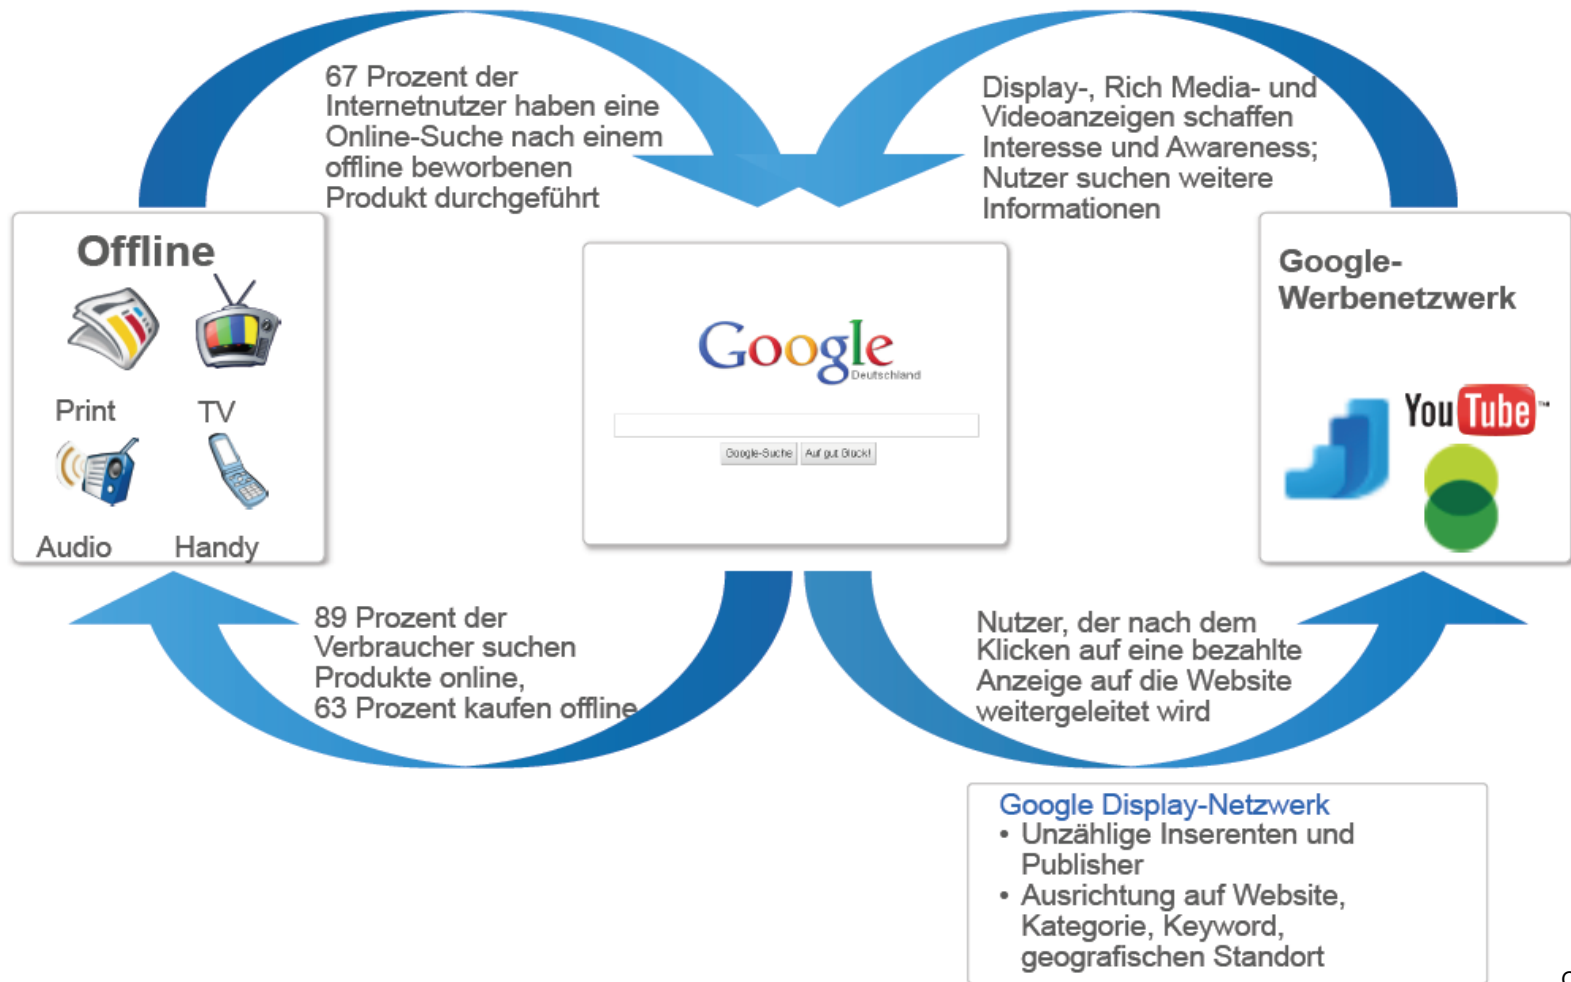 67 Prozent der
Internetnutzer haben eine
Online-Suche nach einem
offline beworbenen
Produkt durchgeführt
Display-, Rich Media- und
Videoanzeigen schaffen
Interesse und Awareness;
Nutzer suchen weitere
Informationen
Offline
Print
TV
Audio
Handy
Google
Deutschland
Google-Suche
Auf gut Glück!
Google-
Werbenetzwerk
YouTube™
89 Prozent der
Verbraucher suchen
Produkte online,
63 Prozent kaufen offline
Nutzer, der nach dem
Klicken auf eine bezahlte
Anzeige auf die Website
weitergeleitet wird
Google Display-Netzwerk
• Unzählige Inserenten und
Publisher
• Ausrichtung auf Website,
Kategorie, Keyword,
geografischen Standort